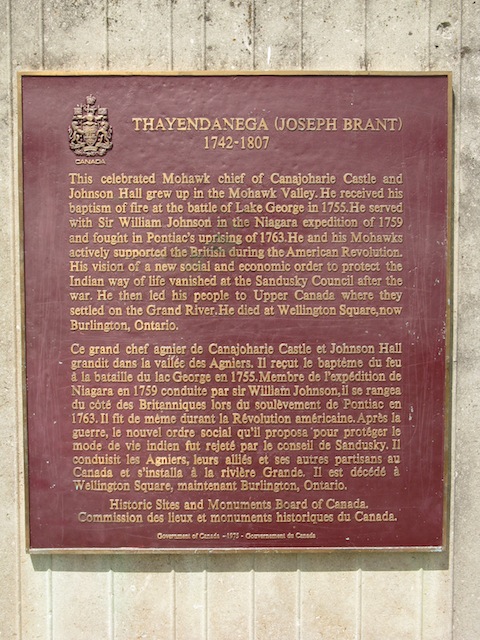 CANADA
THAYENDANEGA (JOSEPH BRANT)
1742-1807
This celebrated Mohawk chief of Canajoharie Castle and
Johnson Hall grew up in the Mohawk Valley. He received his
baptism of fire at the battle of Lake George in 1755. He served
with Sir William Johnson in the Niagara expedition of 1759
and fought in Pontiac's uprising of 1763. He and his Mohawks
actively supported the British during the American Revolution.
His vision of a new social and economic order to protect the
Indian way of life vanished at the Sandusky Council after the
war. He then led his people to Upper Canada where they
settled on the Grand River. He died at Wellington Square, now
Burlington, Ontario.
Ce grand chef agnier de Canajoharie Castle et Johnson Hall
grandit dans la vallée des Agniers. Il reçut le baptême du feu
à la bataille du lac George en 1755. Membre de l'expédition de
Niagara en 1759 conduite par sir William Johnson, il se rangea
du côté des Britanniques lors du soulèvement de Pontiac en
1763. Il fit de même durant la Révolution américaine. Après la
guerre, le nouvel ordre social qu'il proposa pour protéger le
mode de vie indien fut rejeté par le conseil de Sandusky. Il
conduisit les Agniers, leurs alliés et ses autres partisans au
Canada et s'installa à la rivière Grande. Il est décédé à
Wellington Square, maintenant Burlington, Ontario.
Historic Sites and Monuments Board of Canada.
Commission des lieux et monuments historiques du Canada.
Government of Canada - 1975 - Gouvernement du Canada